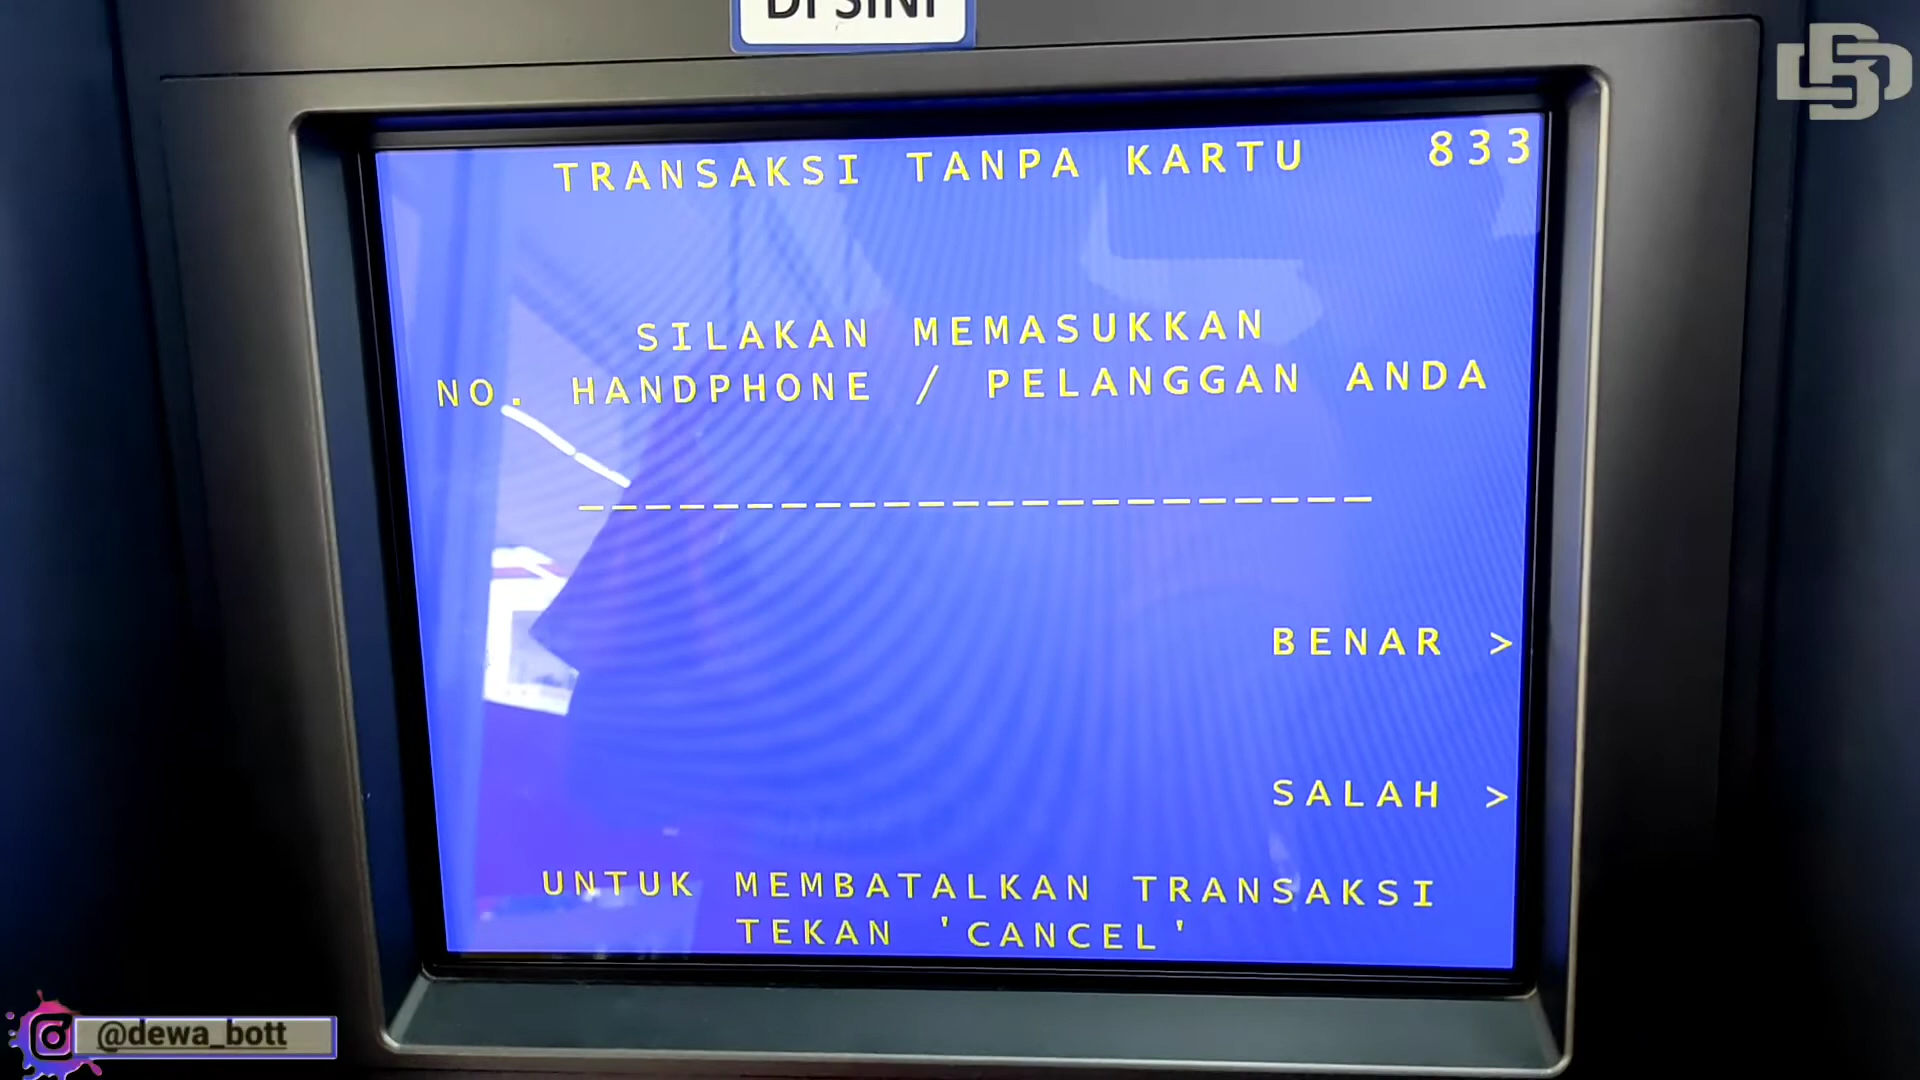 DI SINI
TRANSAKSI TANPA KARTU 833
SILAKAN MEMASUKKAN
NO. HANDPHONE / PELANGGAN ANDA
_ _ _ _ _ _ _ _ _ _ _ _ _ _ _ _ _ _ _ _ _ _ _
BENAR >
SALAH >
UNTUK MEMBATALKAN TRANSAKSI
TEKAN 'CANCEL'
@dewa_bott